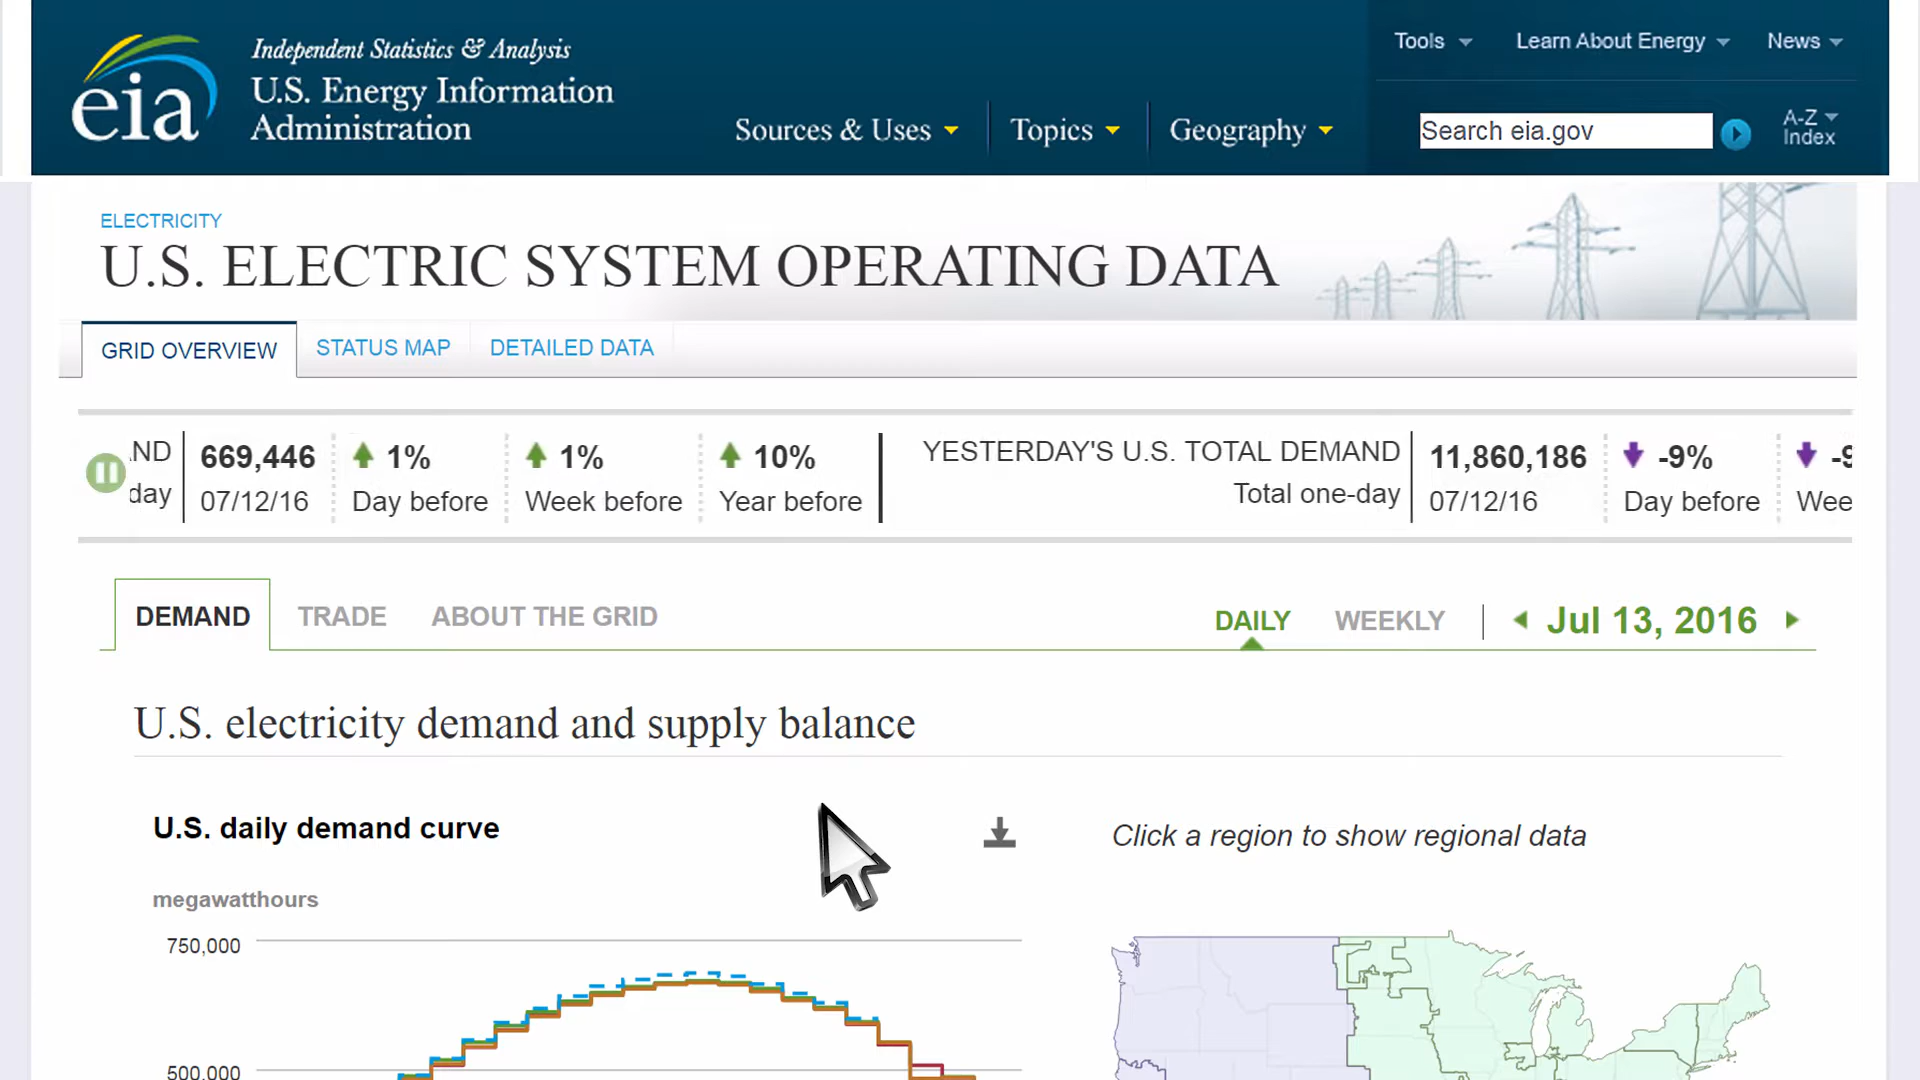 eia
Independent Statistics & Analysis
U.S. Energy Information
Administration
Sources & Uses
Topics
Geography
Tools
Learn About Energy
News
Search eia.gov
A-Z
Index
ELECTRICITY
U.S. ELECTRIC SYSTEM OPERATING DATA
GRID OVERVIEW
STATUS MAP
DETAILED DATA
ND
day
669,446
07/12/16
1%
Day before
1%
Week before
10%
Year before
YESTERDAY'S U.S. TOTAL DEMAND
Total one-day
11,860,186
07/12/16
-9%
Day before
-9
Wee
DEMAND
TRADE
ABOUT THE GRID
DAILY
WEEKLY
Jul 13, 2016
U.S. electricity demand and supply balance
U.S. daily demand curve
Click a region to show regional data
megawatthours
750,000
500,000